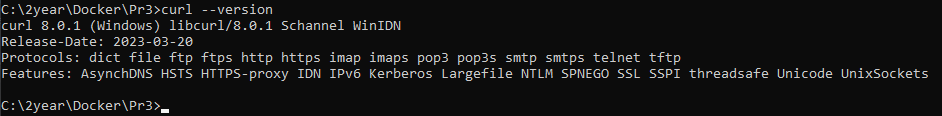 C:\2year\Docker\Pr3>curl --version
curl 8.0.1 (Windows) libcurl/8.0.1 Schannel WinIDN
Release-Date: 2023-03-20
Protocols: dict file ftp ftps http https imap imaps pop3 pop3s smtp smtps telnet tftp
Features: AsynchDNS HSTS HTTPS-proxy IDN IPv6 Kerberos Largefile NTLM SPNEGO SSL SSPI threadsafe Unicode UnixSockets
C:\2year\Docker\Pr3>_